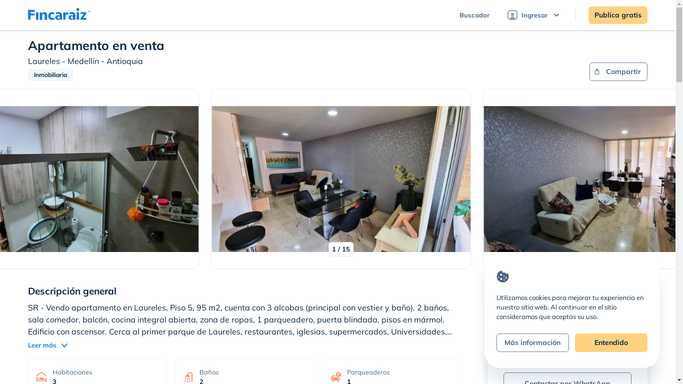 Fincaraiz
Buscador
Ingresar
Publica gratis
Apartamento en venta
Laureles - Medellín - Antioquia
Inmobiliaria
Compartir
1 / 15
Descripción general
SR - Vendo apartamento en Laureles, Piso 5, 95 m2, cuenta con 3 alcobas (prncipal con vestier y baño), 2 baños,
sala comedor, balcón, cocina integral abierta, zona de ropas, 1 parqueadero, puerta blindada, pisos en mármol.
Edificio con ascensor. Cerca al primer parque de Laureles, restaurantes, iglesias, supermercados, Universidades,...
Leer más
Habitaciones
3
Baños
2
Parqueaderos
1
Utilizamos cookies para mejorar tu experiencia en
nuestro sitio web. Al continuar en el sitio
consideramos que aceptas su uso.
Más información
Entendido
Contactar por WhatsApp